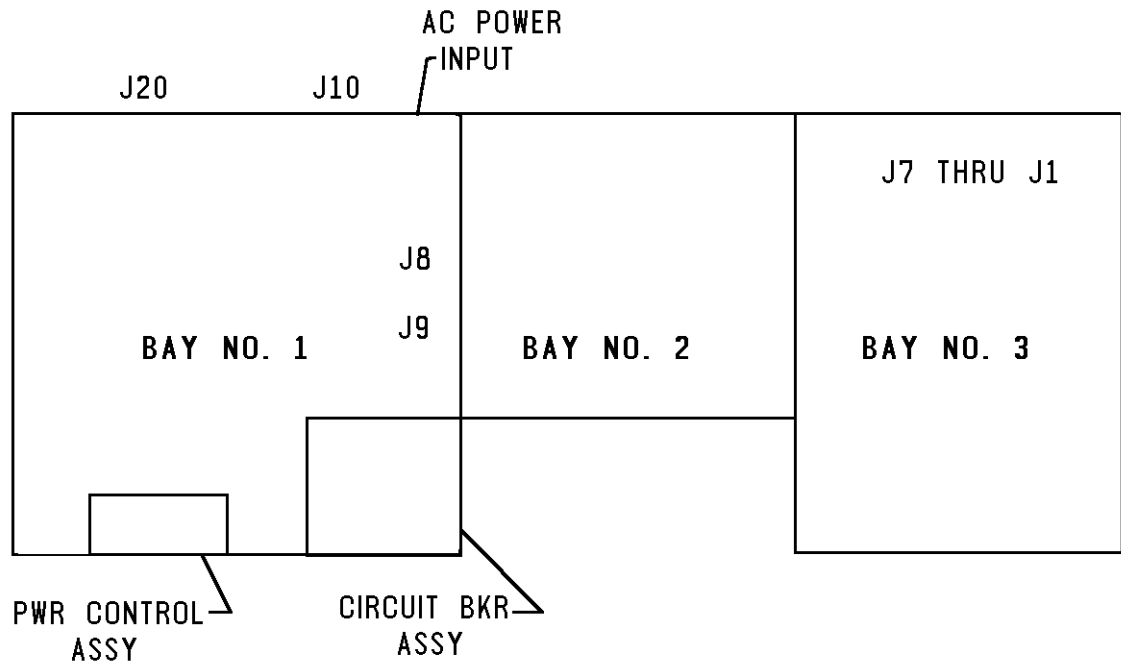 AC POWER
INPUT
J20
J10
J7 THRU J1
J8
J9
BAY NO. 1
BAY NO. 2
BAY NO. 3
PWR CONTROL
ASSY
CIRCUIT BKR
ASSY